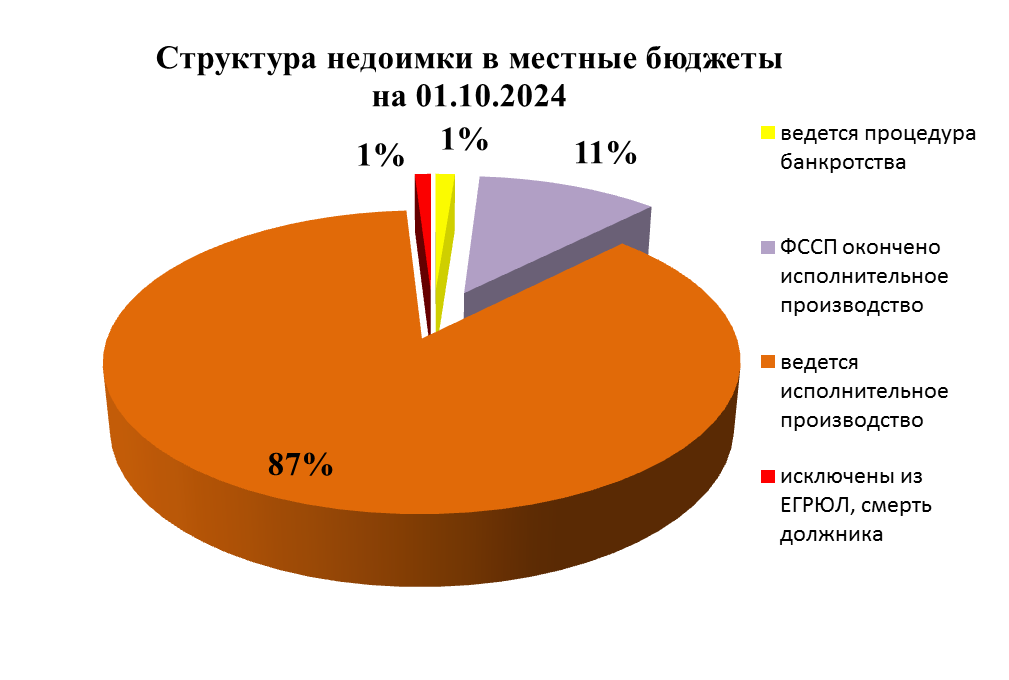 Структура недоимки в местные бюджеты
на 01.10.2024
1%
1%
11%
87%
ведется процедура
банкротства
ФССП окончено
исполнительное
производство
ведется
исполнительное
производство
исключены из
ЕГРЮЛ, смерть
должника